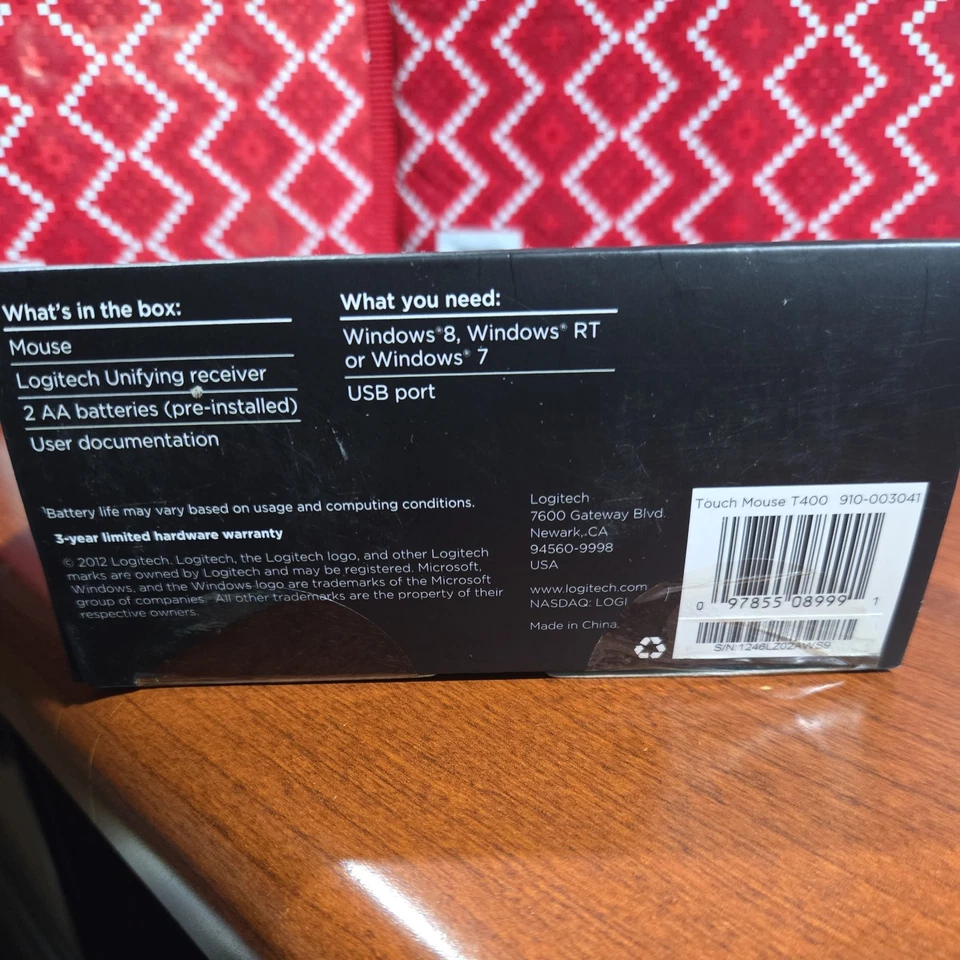 What's in the box:
Mouse
Logitech Unifying receiver
2 AA batteries (pre-installed)
User documentation
What you need:
Windows®8, Windows® RT
or Windows® 7
USB port
¹Battery life may vary based on usage and computing conditions.
3-year limited hardware warranty
© 2012 Logitech. Logitech, the Logitech logo, and other Logitech
marks are owned by Logitech and may be registered. Microsoft,
Windows, and the Windows logo are trademarks of the Microsoft
group of companies. All other trademarks are the property of their
respective owners.
Logitech
7600 Gateway Blvd.
Newark, CA
94560-9998
USA
www.logitech.com
NASDAQ: LOGI
Made in China.
Touch Mouse T400 910-003041
0 97855 08999 1
S/N:1246LZ02AWS9